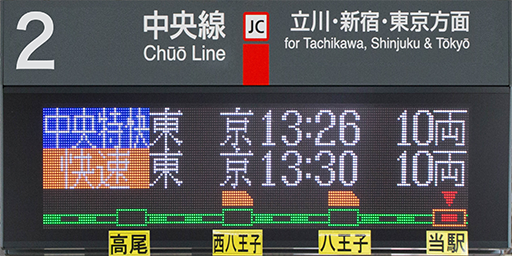 2
中央線
Chūō Line
JC
立川・新宿・東京方面
for Tachikawa, Shinjuku & Tōkyō
中央特快 東 京 13:26 10両
快速 東 京 13:30 10両
高尾 西八王子 八王子 当駅